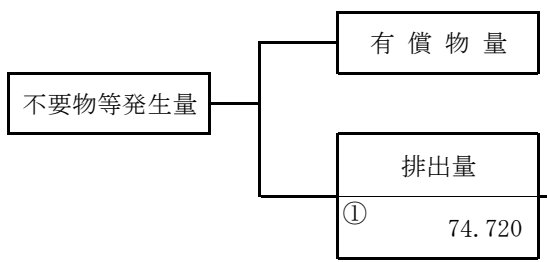 有 償 物 量
不要物等発生量
排出量
①
74.720